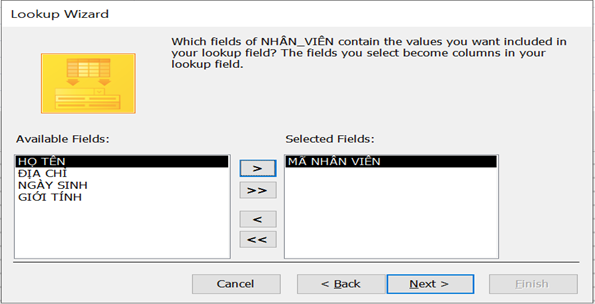 Lookup Wizard
Which fields of NHÂN_VIÊN contain the values you want included in
your lookup field? The fields you select become columns in your
lookup field.
Available Fields:
Selected Fields:
HỌ TÊN
ĐỊA CHỈ
NGÀY SINH
GIỚI TÍNH
>
>>
<
<<
MÃ NHÂN VIÊN
Cancel
< Back
Next >
Finish